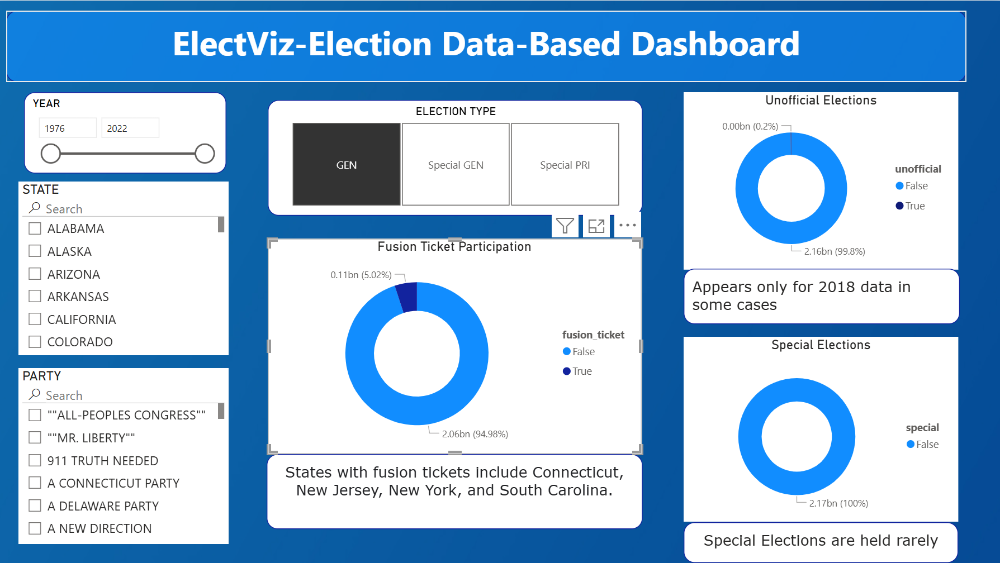 ElectViz-Election Data-Based Dashboard
YEAR
1976
2022
STATE
Search
ALABAMA
ALASKA
ARIZONA
ARKANSAS
CALIFORNIA
COLORADO
PARTY
Search
""ALL-PEOPLES CONGRESS""
""MR. LIBERTY""
911 TRUTH NEEDED
A CONNECTICUT PARTY
A DELAWARE PARTY
A NEW DIRECTION
ELECTION TYPE
GEN
Special GEN
Special PRI
Fusion Ticket Participation
0.11bn (5.02%)
2.06bn (94.98%)
fusion_ticket
False
True
States with fusion tickets include Connecticut,
New Jersey, New York, and South Carolina.
Unofficial Elections
0.00bn (0.2%)
2.16bn (99.8%)
unofficial
False
True
Appears only for 2018 data in
some cases
Special Elections
2.17bn (100%)
special
False
Special Elections are held rarely